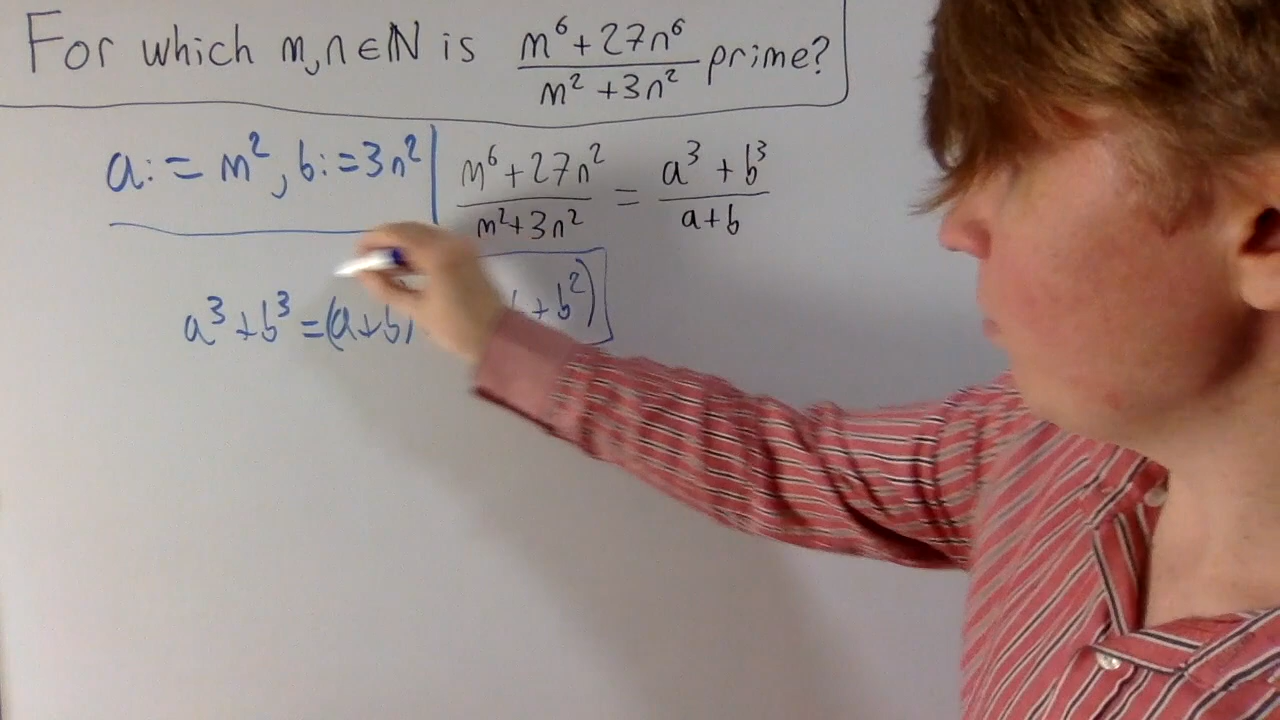 For which m,n∈ℕ is (m⁶+27n⁶)/(m²+3n²) prime?
a:=m², b:=3n² | (m⁶+27n²)/(m²+3n²) = (a³+b³)/(a+b)
a³+b³=(a+b) +b²)